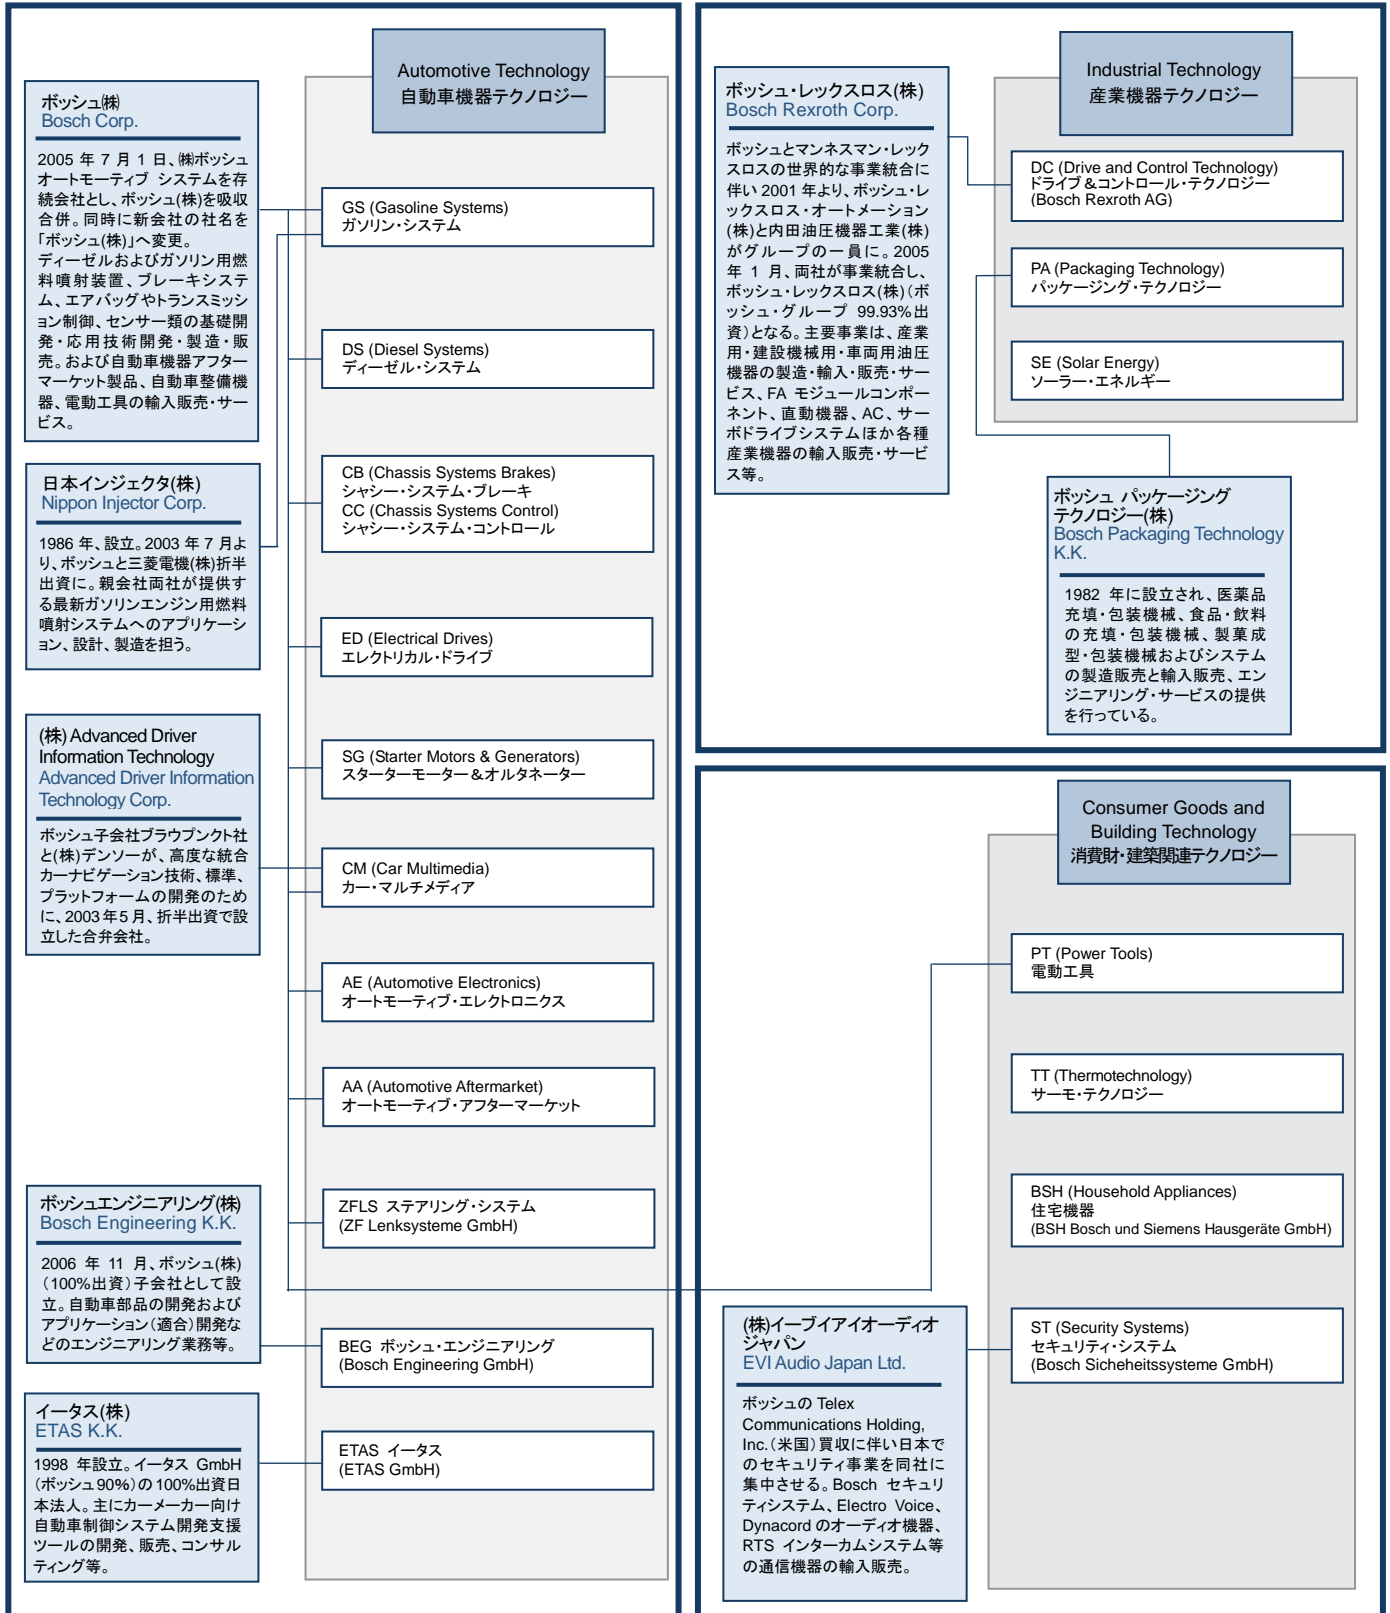 Automotive Technology
自動車機器テクノロジー
ボッシュ㈱
Bosch Corp.
2005 年 7 月 1 日、㈱ボッシュ
オートモーティブ システムを存
続会社とし、ボッシュ(株)を吸収
合併。同時に新会社の社名を
「ボッシュ(株)」へ変更。
ディーゼルおよびガソリン用燃
料噴射装置、ブレーキシステ
ム、エアバッグやトランスミッシ
ョン制御、センサー類の基礎開
発・応用技術開発・製造・販
売。および自動車機器アフター
マーケット製品、自動車整備機
器、電動工具の輸入販売・サー
ビス。
日本インジェクタ(株)
Nippon Injector Corp.
1986 年、設立。2003 年 7 月よ
り、ボッシュと三菱電機(株)折半
出資に。親会社両社が提供す
る最新ガソリンエンジン用燃料
噴射システムへのアプリケーシ
ョン、設計、製造を担う。
(株) Advanced Driver
Information Technology
Advanced Driver Information
Technology Corp.
ボッシュ子会社ブラウプンクト社
と(株)デンソーが、高度な統合
カーナビゲーション技術、標準、
プラットフォームの開発のため
に、2003 年5 月、折半出資で設
立した合弁会社。
ボッシュエンジニアリング(株)
Bosch Engineering K.K.
2006 年 11 月、ボッシュ(株)
（100%出資）子会社として設
立。自動車部品の開発および
アプリケーション（適合）開発な
どのエンジニアリング業務等。
イータス(株)
ETAS K.K.
1998 年設立。イータス GmbH
（ボッシュ90%）の 100%出資日
本法人。主にカーメーカー向け
自動車制御システム開発支援
ツールの開発、販売、コンサル
ティング等。
GS (Gasoline Systems)
ガソリン・システム
DS (Diesel Systems)
ディーゼル・システム
CB (Chassis Systems Brakes)
シャシー・システム・ブレーキ
CC (Chassis Systems Control)
シャシー・システム・コントロール
ED (Electrical Drives)
エレクトリカル・ドライブ
SG (Starter Motors & Generators)
スターターモーター＆オルタネーター
CM (Car Multimedia)
カー・マルチメディア
AE (Automotive Electronics)
オートモーティブ・エレクトロニクス
AA (Automotive Aftermarket)
オートモーティブ・アフターマーケット
ZFLS ステアリング・システム
(ZF Lenksysteme GmbH)
BEG ボッシュ・エンジニアリング
(Bosch Engineering GmbH)
ETAS イータス
(ETAS GmbH)
Industrial Technology
産業機器テクノロジー
ボッシュ・レックスロス(株)
Bosch Rexroth Corp.
ボッシュとマンネスマン・レック
スロスの世界的な事業統合に
伴い 2001 年より、ボッシュ・レ
ックスロス・オートメーション
(株)と内田油圧機器工業(株)
がグループの一員に。2005
年 1 月、両社が事業統合し、
ボッシュ・レックスロス(株)（ボ
ッシュ・グループ 99.93%出
資）となる。主要事業は、産業
用・建設機械用・車両用油圧
機器の製造・輸入・販売・サー
ビス、FA モジュールコンポー
ネント、直動機器、AC、サー
ボドライブシステムほか各種
産業機器の輸入販売・サービ
ス等。
DC (Drive and Control Technology)
ドライブ＆コントロール・テクノロジー
(Bosch Rexroth AG)
PA (Packaging Technology)
パッケージング・テクノロジー
SE (Solar Energy)
ソーラー・エネルギー
ボッシュ パッケージング
テクノロジー(株)
Bosch Packaging Technology
K.K.
1982 年に設立され、医薬品
充填・包装機械、食品・飲料
の充填・包装機械、製菓成
型・包装機械およびシステム
の製造販売と輸入販売、エン
ジニアリング・サービスの提供
を行っている。
Consumer Goods and
Building Technology
消費財・建築関連テクノロジー
PT (Power Tools)
電動工具
TT (Thermotechnology)
サーモ・テクノロジー
BSH (Household Appliances)
住宅機器
(BSH Bosch und Siemens Hausgeräte GmbH)
ST (Security Systems)
セキュリティ・システム
(Bosch Sicheheitssysteme GmbH)
(株)イーブイアイオーディオ
ジャパン
EVI Audio Japan Ltd.
ボッシュの Telex
Communications Holding,
Inc.（米国）買収に伴い日本で
のセキュリティ事業を同社に
集中させる。Bosch セキュリ
ティシステム、Electro Voice、
Dynacord のオーディオ機器、
RTS インターカムシステム等
の通信機器の輸入販売。